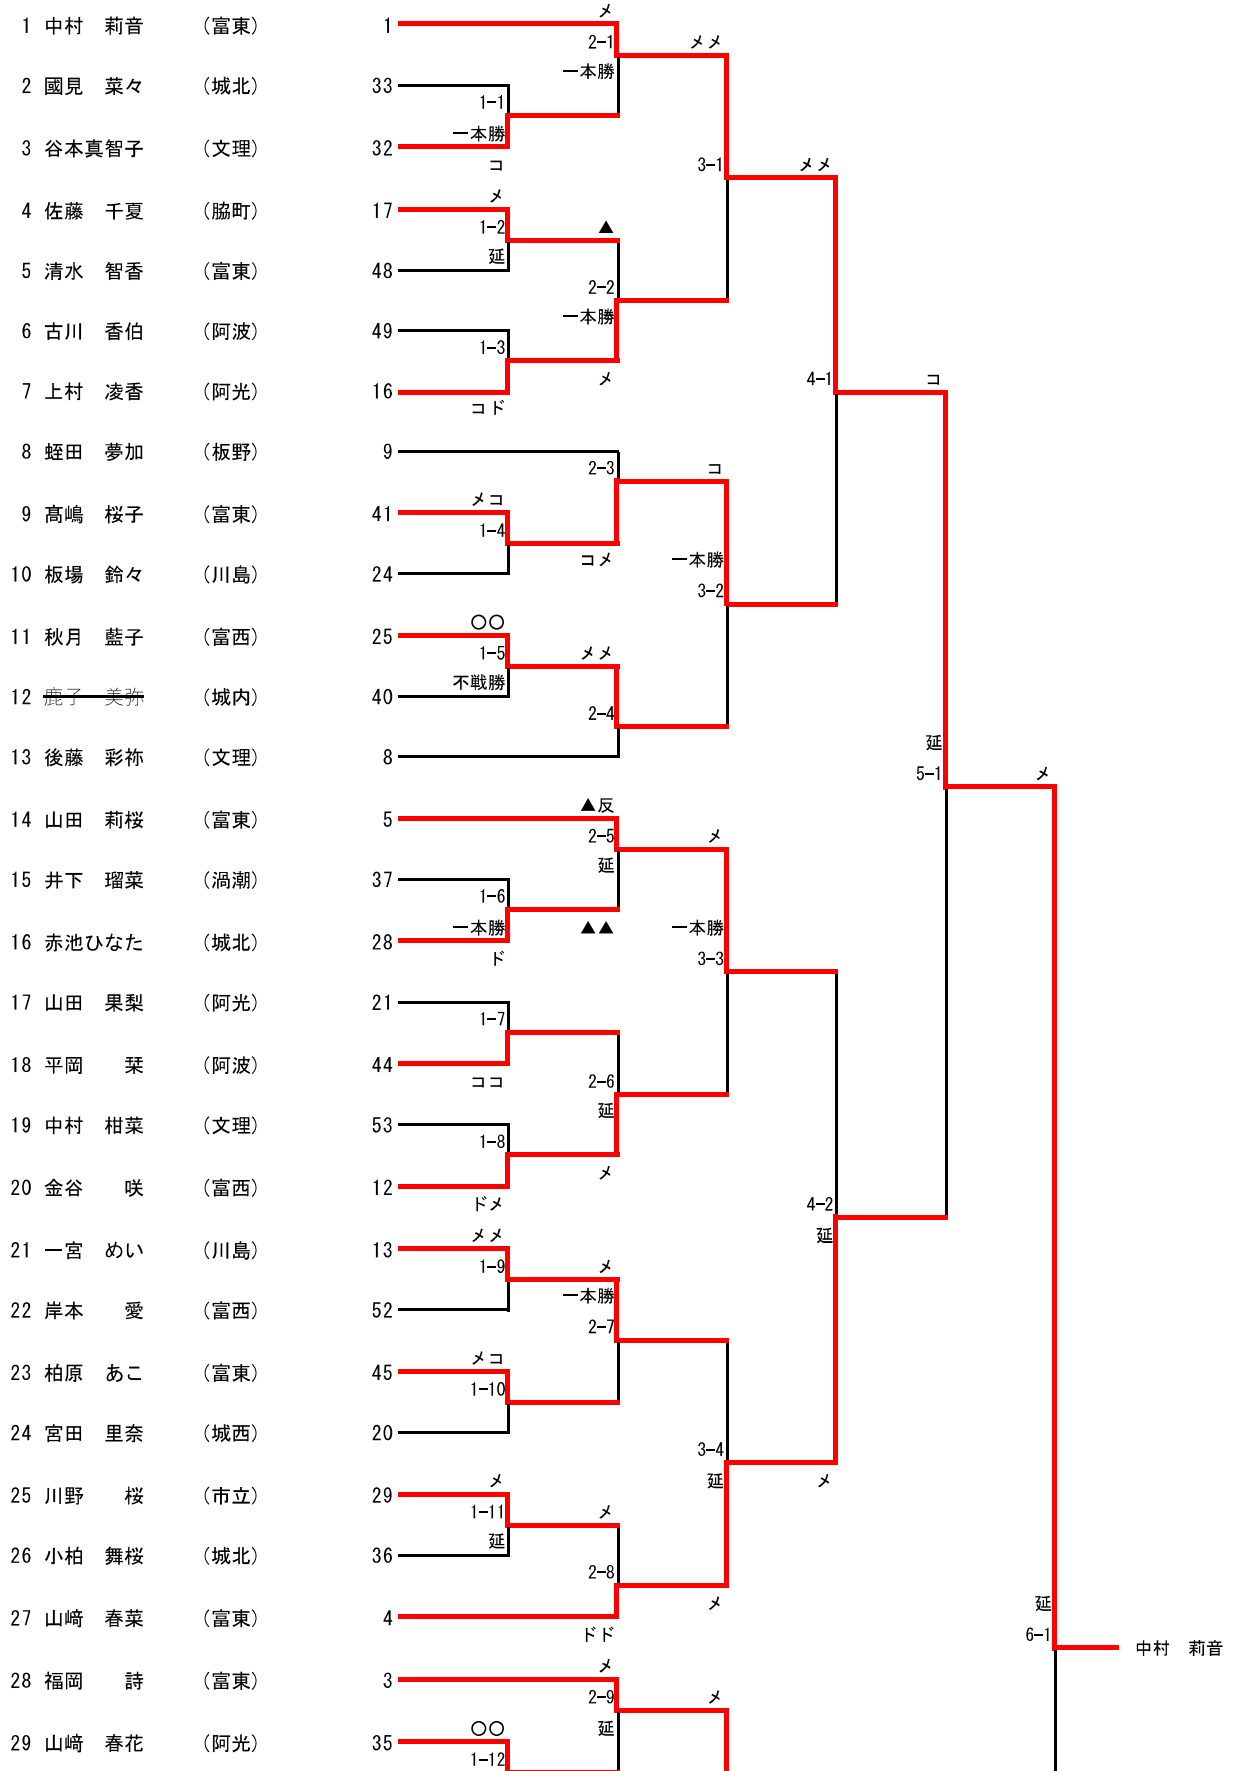 メ
1 中村 莉音 (富東) 1
2-1 メメ
一本勝
2 國見 菜々 (城北) 33
1-1
一本勝
3 谷本真智子 (文理) 32
コ
3-1 メメ
メ
4 佐藤 千夏 (脇町) 17
1-2 ▲
延
5 清水 智香 (富東) 48
2-2
一本勝
6 古川 香伯 (阿波) 49
1-3
メ
4-1 コ
7 上村 凌香 (阿光) 16
コド
8 蛭田 夢加 (板野) 9
2-3 コ
メコ
9 髙嶋 桜子 (富東) 41
1-4
コメ 一本勝
10 板場 鈴々 (川島) 24
3-2
〇〇
11 秋月 藍子 (富西) 25
1-5 メメ
不戦勝
12 鹿子 美弥 (城内) 40
2-4
延
13 後藤 彩祢 (文理) 8
5-1 メ
▲反
14 山田 莉桜 (富東) 5
2-5 メ
延
15 井下 瑠菜 (渦潮) 37
1-6
一本勝 ▲▲ 一本勝
16 赤池ひなた (城北) 28
ド 3-3
17 山田 果梨 (阿光) 21
1-7
18 平岡 栞 (阿波) 44
ココ 2-6
延
19 中村 柑菜 (文理) 53
1-8
メ
20 金谷 咲 (富西) 12
ドメ 4-2
メメ 延
21 一宮 めい (川島) 13
1-9 メ
一本勝
22 岸本 愛 (富西) 52
2-7
メコ
23 柏原 あこ (富東) 45
1-10
24 宮田 里奈 (城西) 20
3-4
メ 延 メ
25 川野 桜 (市立) 29
1-11 メ
延
26 小柏 舞桜 (城北) 36
2-8
メ 延
27 山﨑 春菜 (富東) 4
ドド 6-1 中村 莉音
メ
28 福岡 詩 (富東) 3
2-9 メ
〇〇 延
29 山﨑 春花 (阿光) 35
1-12